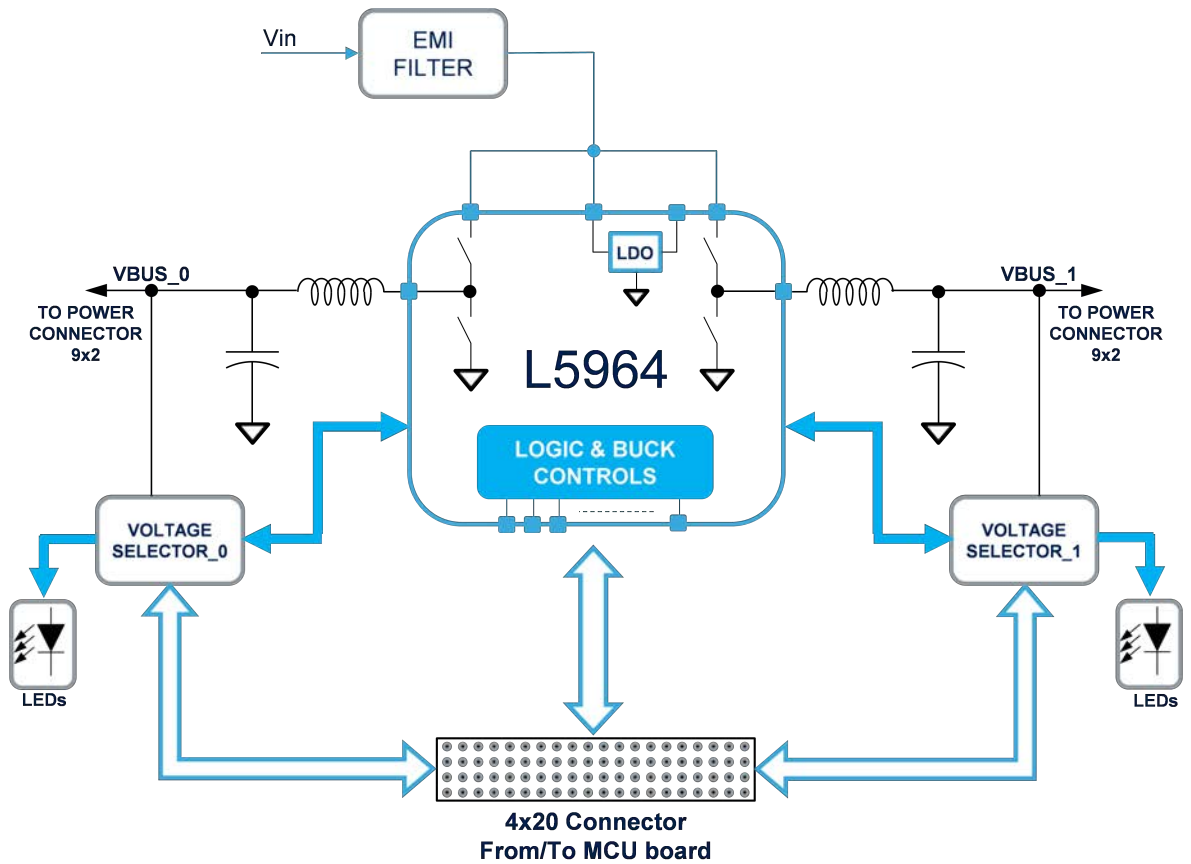 Vin
EMI
FILTER
LDO
VBUS_0
TO POWER
CONNECTOR
9x2
VBUS_1
TO POWER
CONNECTOR
9x2
L5964
LOGIC & BUCK
CONTROLS
VOLTAGE
SELECTOR_0
VOLTAGE
SELECTOR_1
LEDs
LEDs
4x20 Connector
From/To MCU board